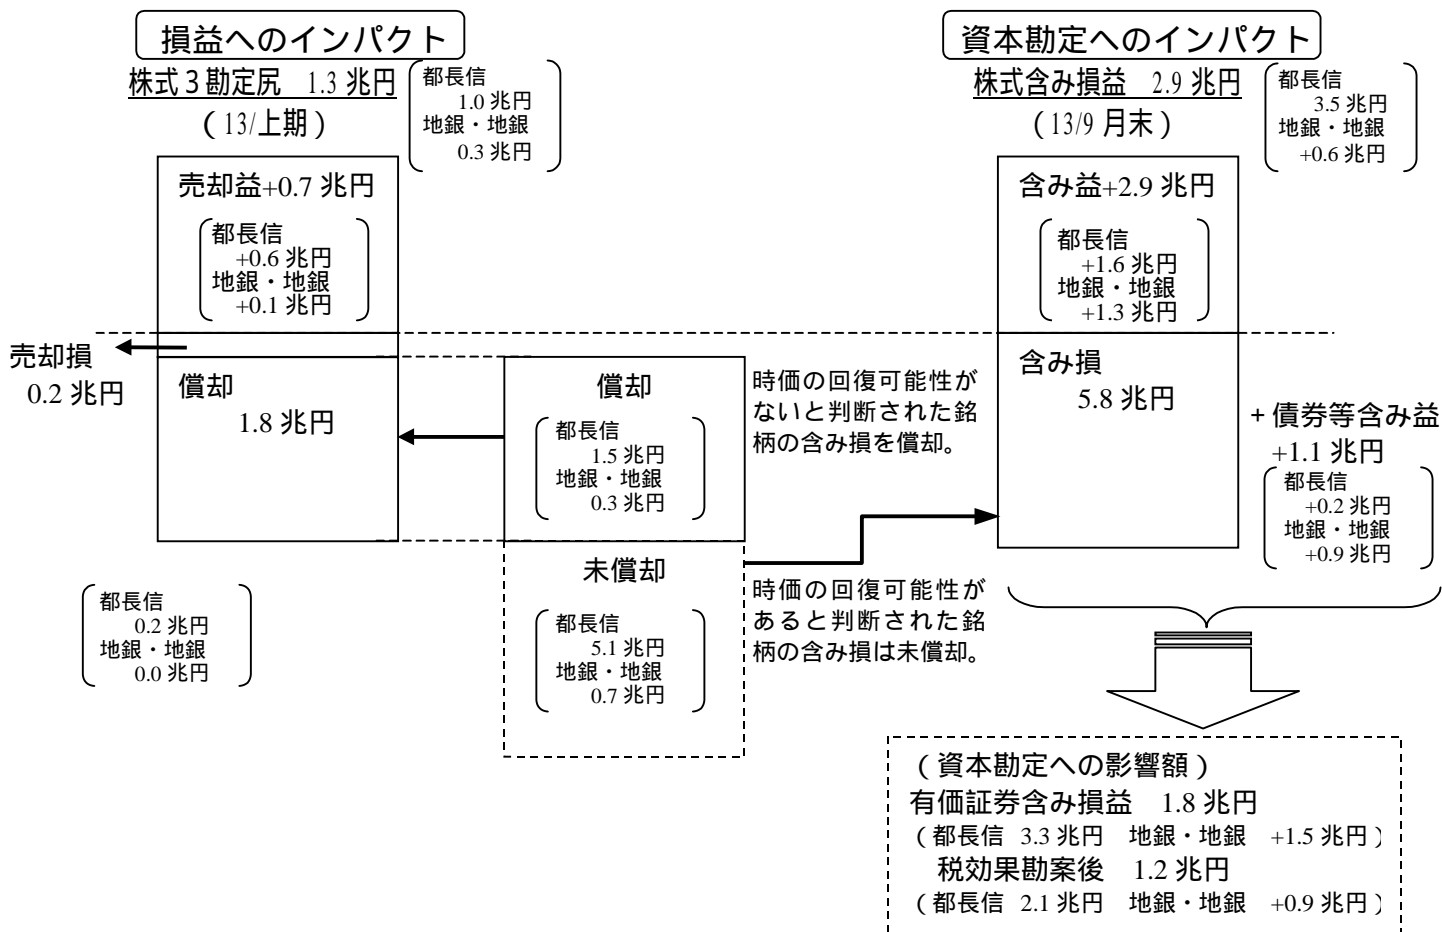 損益へのインパクト
株式３勘定尻　1.3 兆円
（ 13/上期 ）
都長信
1.0 兆円
地銀・地銀
0.3 兆円
売却益+0.7 兆円
都長信
+0.6 兆円
地銀・地銀
+0.1 兆円
売却損
0.2 兆円
償却
1.8 兆円
都長信
0.2 兆円
地銀・地銀
0.0 兆円
償却
都長信
1.5 兆円
地銀・地銀
0.3 兆円
時価の回復可能性が
ないと判断された銘
柄の含み損を償却。
未償却
都長信
5.1 兆円
地銀・地銀
0.7 兆円
時価の回復可能性が
あると判断された銘
柄の含み損は未償却。
資本勘定へのインパクト
株式含み損益　2.9 兆円
（ 13/9 月末 ）
都長信
3.5 兆円
地銀・地銀
+0.6 兆円
含み益+2.9 兆円
都長信
+1.6 兆円
地銀・地銀
+1.3 兆円
含み損
5.8 兆円
+ 債券等含み益
+1.1 兆円
都長信
+0.2 兆円
地銀・地銀
+0.9 兆円
（ 資本勘定への影響額 ）
有価証券含み損益　1.8 兆円
（ 都長信　3.3 兆円　地銀・地銀　+1.5 兆円 ）
税効果勘案後　1.2 兆円
（ 都長信　2.1 兆円　地銀・地銀　+0.9 兆円 ）